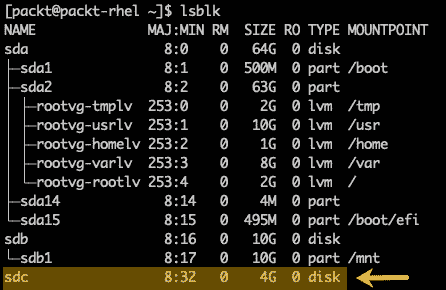 [packt@packt-rhel ~]$ lsblk
NAME MAJ:MIN RM SIZE RO TYPE MOUNTPOINT
sda 8:0 0 64G 0 disk
├─sda1 8:1 0 500M 0 part /boot
├─sda2 8:2 0 63G 0 part
│ ├─rootvg-tmplv 253:0 0 2G 0 lvm /tmp
│ ├─rootvg-usrlv 253:1 0 10G 0 lvm /usr
│ ├─rootvg-homelv 253:2 0 1G 0 lvm /home
│ ├─rootvg-varlv 253:3 0 8G 0 lvm /var
│ └─rootvg-rootlv 253:4 0 2G 0 lvm /
├─sda14 8:14 0 4M 0 part
└─sda15 8:15 0 495M 0 part /boot/efi
sdb 8:16 0 10G 0 disk
└─sdb1 8:17 0 10G 0 part /mnt
sdc 8:32 0 4G 0 disk